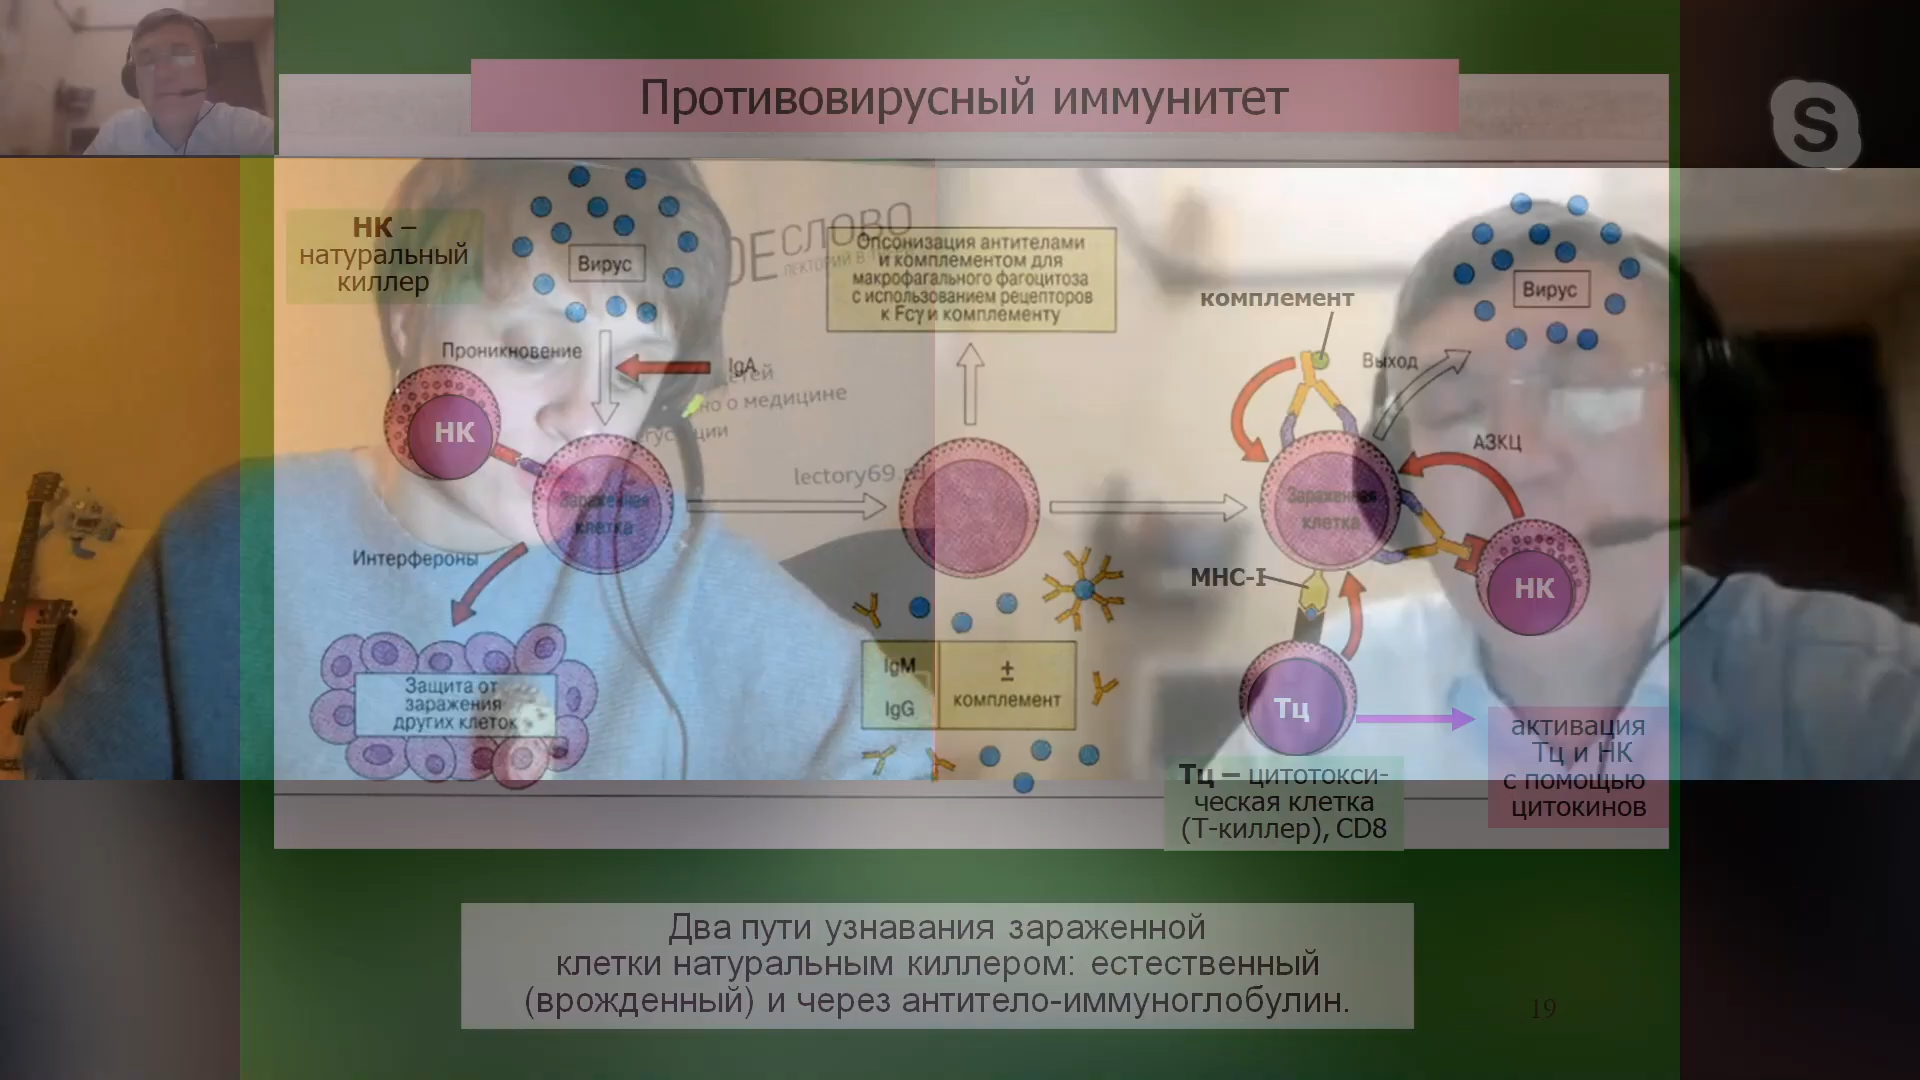 Противовирусный иммунитет
НК –
натуральный
киллер
Вирус
СЛОВО
Опсонизация антителами
и комплементом для
макрофагального фагоцитоза
с использованием рецепторов
к Fcγ и комплементу
комплемент
Вирус
Проникновение
IgA
Выход
но о медицине
НК
АЗКЦ
lectory69.
Зараженная
клетка
Зараженная
клетка
Интерфероны
МНС-I
НК
IgM
±
IgG
комплемент
Защита от
заражения
других клеток
Тц
активация
Тц и НК
с помощью
цитокинов
Тц – цитотокси-
ческая клетка
(Т-киллер), CD8
Два пути узнавания зараженной
клетки натуральным киллером: естественный
(врожденный) и через антитело-иммуноглобулин.
19